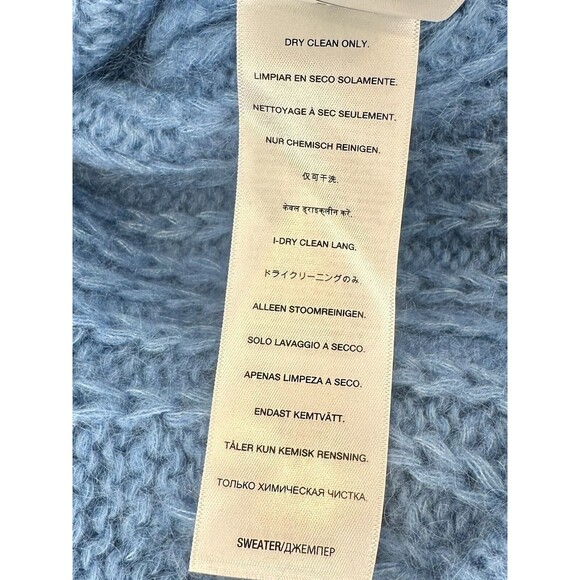 DRY CLEAN ONLY.
LIMPIAR EN SECO SOLAMENTE.
NETTOYAGE À SEC SEULEMENT.
NUR CHEMISCH REINIGEN.
仅可干洗.
केवल ड्राइक्लीन करें.
I-DRY CLEAN LANG.
ドライクリーニングのみ.
ALLEEN STOOMREINIGEN.
SOLO LAVAGGIO A SECCO.
APENAS LIMPEZA A SECO.
ENDAST KEMTVÄTT.
TÅLER KUN KEMISK RENSNING.
ТОЛЬКО ХИМИЧЕСКАЯ ЧИСТКА.
SWEATER/ДЖЕМПЕР